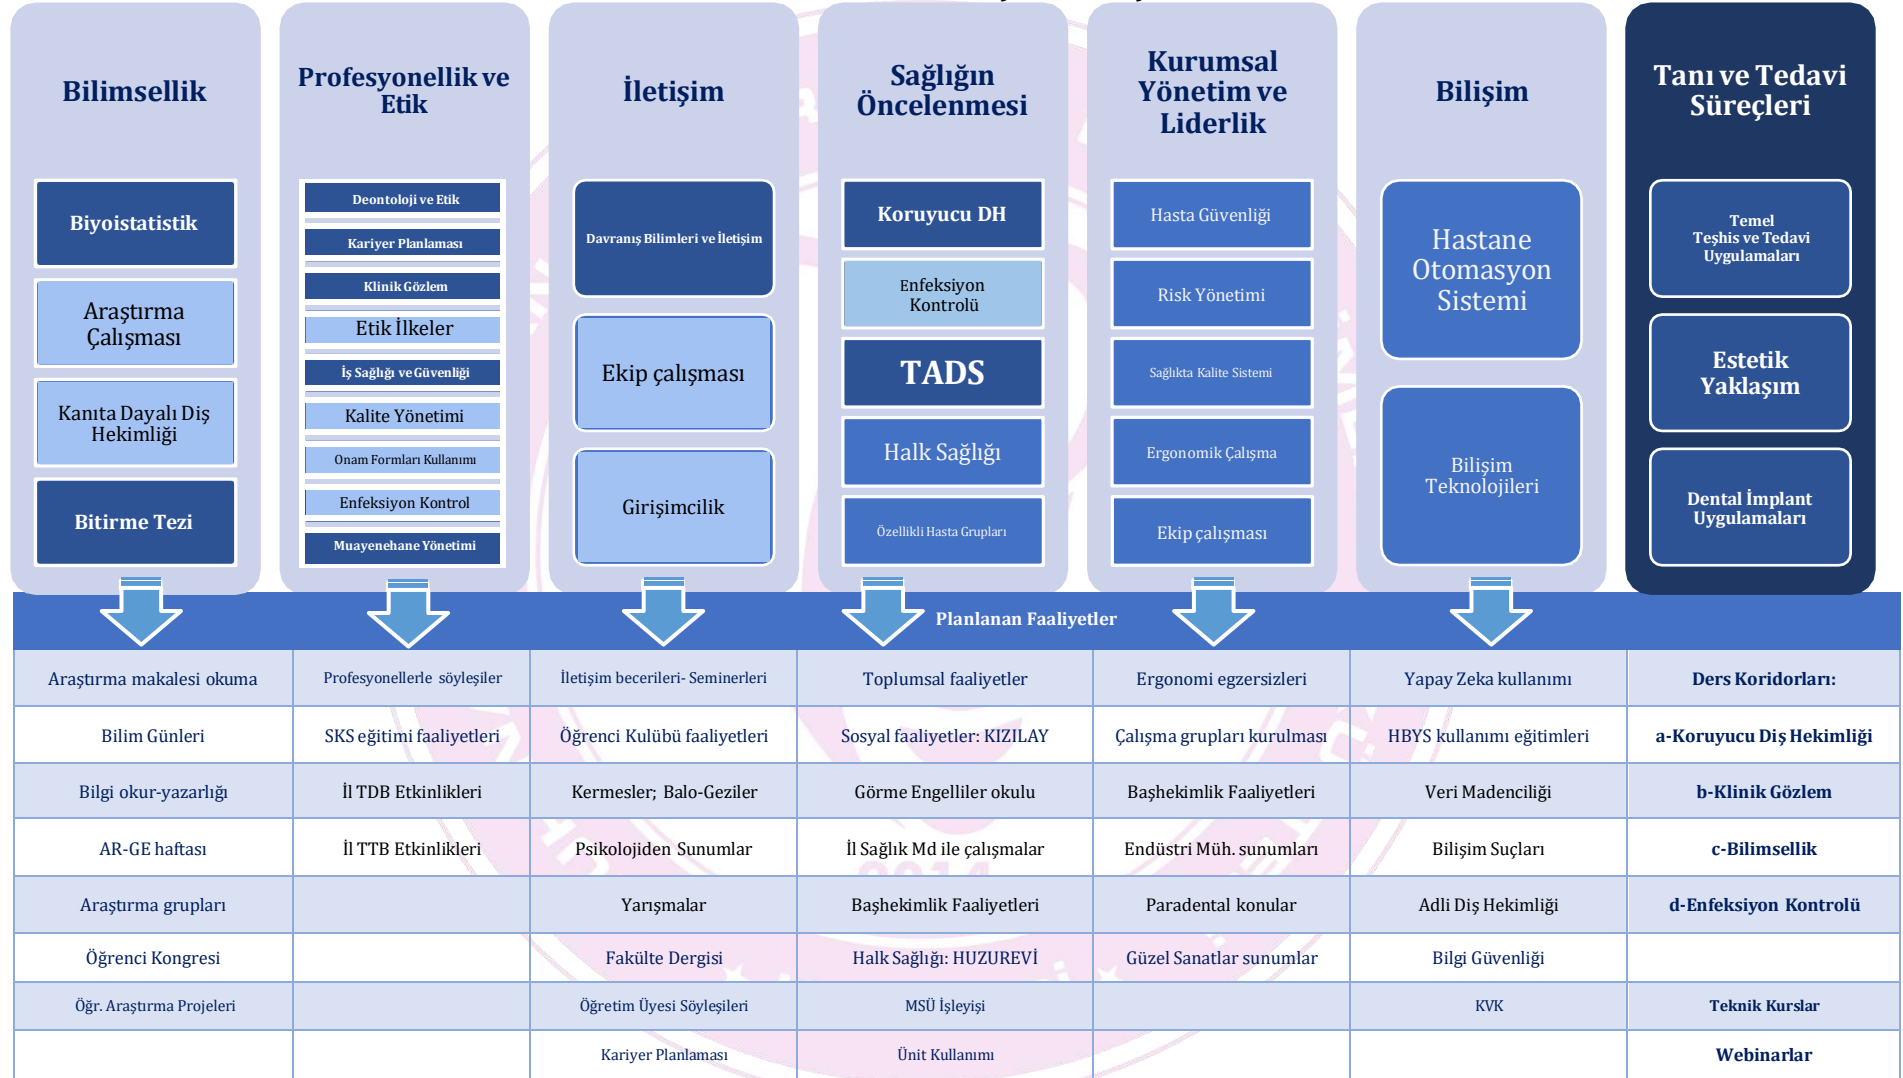 Bilimsellik
Biyoistatistik
Araştırma
Çalışması
Kanıta Dayalı Diş
Hekimliği
Bitirme Tezi
Profesyonellik ve
Etik
Deontoloji ve Etik
Kariyer Planlaması
Klinik Gözlem
Etik İlkeler
İş Sağlığı ve Güvenliği
Kalite Yönetimi
Onam Formları Kullanımı
Enfeksiyon Kontrol
Muayenehane Yönetimi
İletişim
Davranış Bilimleri ve İletişim
Ekip çalışması
Girişimcilik
Sağlığın
Öncelenmesi
Koruyucu DH
Enfeksiyon
Kontrolü
TADS
Halk Sağlığı
Özellikli Hasta Grupları
Kurumsal
Yönetim ve
Liderlik
Hasta Güvenliği
Risk Yönetimi
Sağlıkta Kalite Sistemi
Ergonomik Çalışma
Ekip çalışması
Bilişim
Hastane
Otomasyon
Sistemi
Bilişim
Teknolojileri
Tanı ve Tedavi
Süreçleri
Temel
Teşhis ve Tedavi
Uygulamaları
Estetik
Yaklaşım
Dental İmplant
Uygulamaları
Planlanan Faaliyetler
Araştırma makalesi okuma
Profesyonellerle söyleşiler
İletişim becerileri- Seminerleri
Toplumsal faaliyetler
Ergonomi egzersizleri
Yapay Zeka kullanımı
Ders Koridorları:
Bilim Günleri
SKS eğitimi faaliyetleri
Öğrenci Kulübü faaliyetleri
Sosyal faaliyetler: KIZILAY
Çalışma grupları kurulması
HBYS kullanımı eğitimleri
a-Koruyucu Diş Hekimliği
Bilgi okur-yazarlığı
İl TDB Etkinlikleri
Kermesler; Balo-Geziler
Görme Engelliler okulu
Başhekimlik Faaliyetleri
Veri Madenciliği
b-Klinik Gözlem
AR-GE haftası
İl TTB Etkinlikleri
Psikolojiden Sunumlar
İl Sağlık Md ile çalışmalar
Endüstri Müh. sunumları
Bilişim Suçları
c-Bilimsellik
Araştırma grupları
Yarışmalar
Başhekimlik Faaliyetleri
Paradental konular
Adli Diş Hekimliği
d-Enfeksiyon Kontrolü
Öğrenci Kongresi
Fakülte Dergisi
Halk Sağlığı: HUZUREVİ
Güzel Sanatlar sunumlar
Bilgi Güvenliği
Öğr. Araştırma Projeleri
Öğretim Üyesi Söyleşileri
MSÜ İşleyişi
KVK
Teknik Kurslar
Kariyer Planlaması
Ünit Kullanımı
Webinarlar